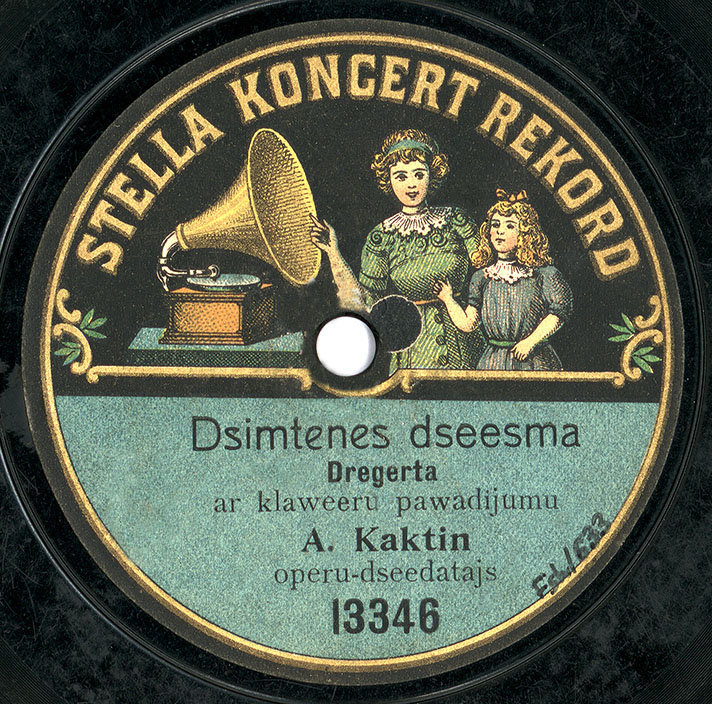 STELLA KONCERT REKORD
Dsimtenes dseesma
Dregerta
ar klaweeru pawadijumu
A. Kaktin
operu-dseedatajs
13346